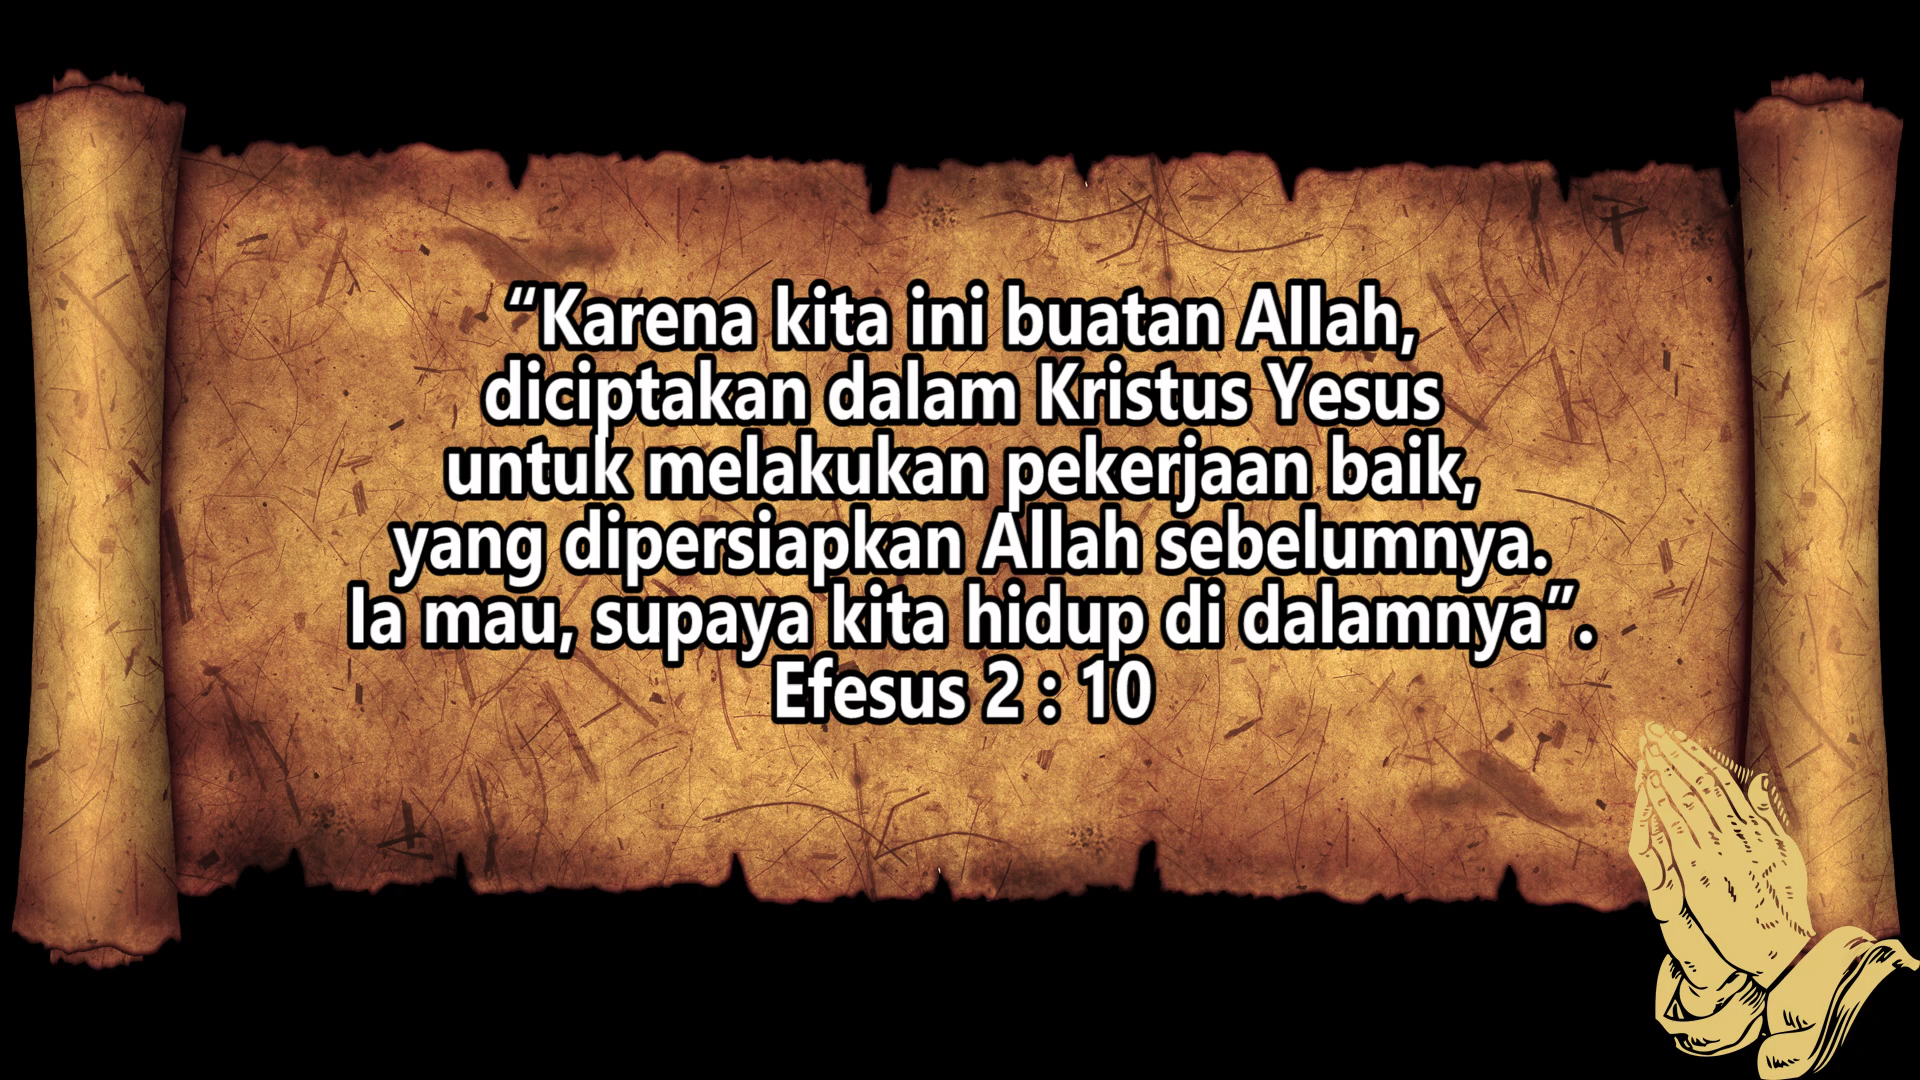 “Karena kita ini buatan Allah,
diciptakan dalam Kristus Yesus
untuk melakukan pekerjaan baik,
yang dipersiapkan Allah sebelumnya.
Ia mau, supaya kita hidup di dalamnya”.
Efesus 2 : 10